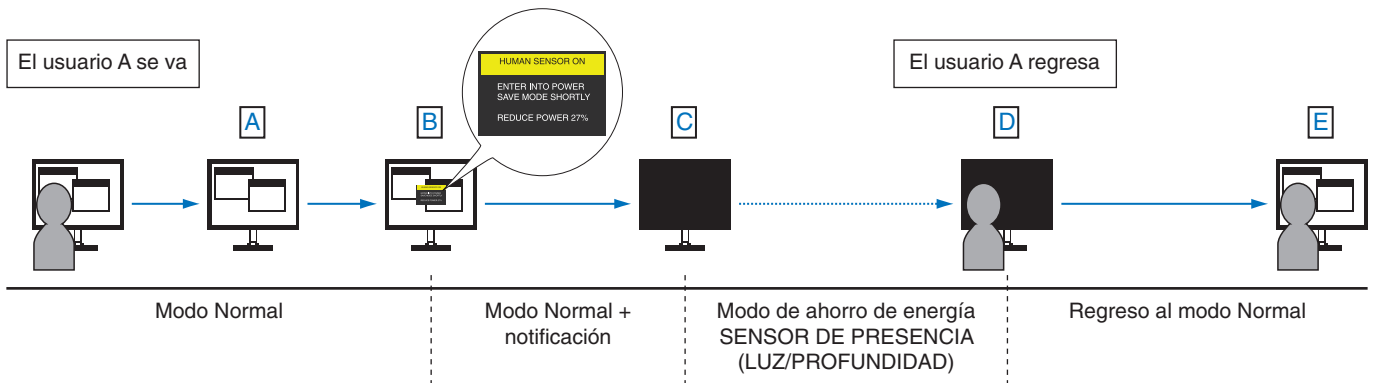 El usuario A se va
HUMAN SENSOR ON
ENTER INTO POWER
SAVE MODE SHORTLY
REDUCE POWER 27%
El usuario A regresa
A
B
C
D
E
Modo Normal
Modo Normal +
notificación
Modo de ahorro de energía
SENSOR DE PRESENCIA
(LUZ/PROFUNDIDAD)
Regreso al modo Normal